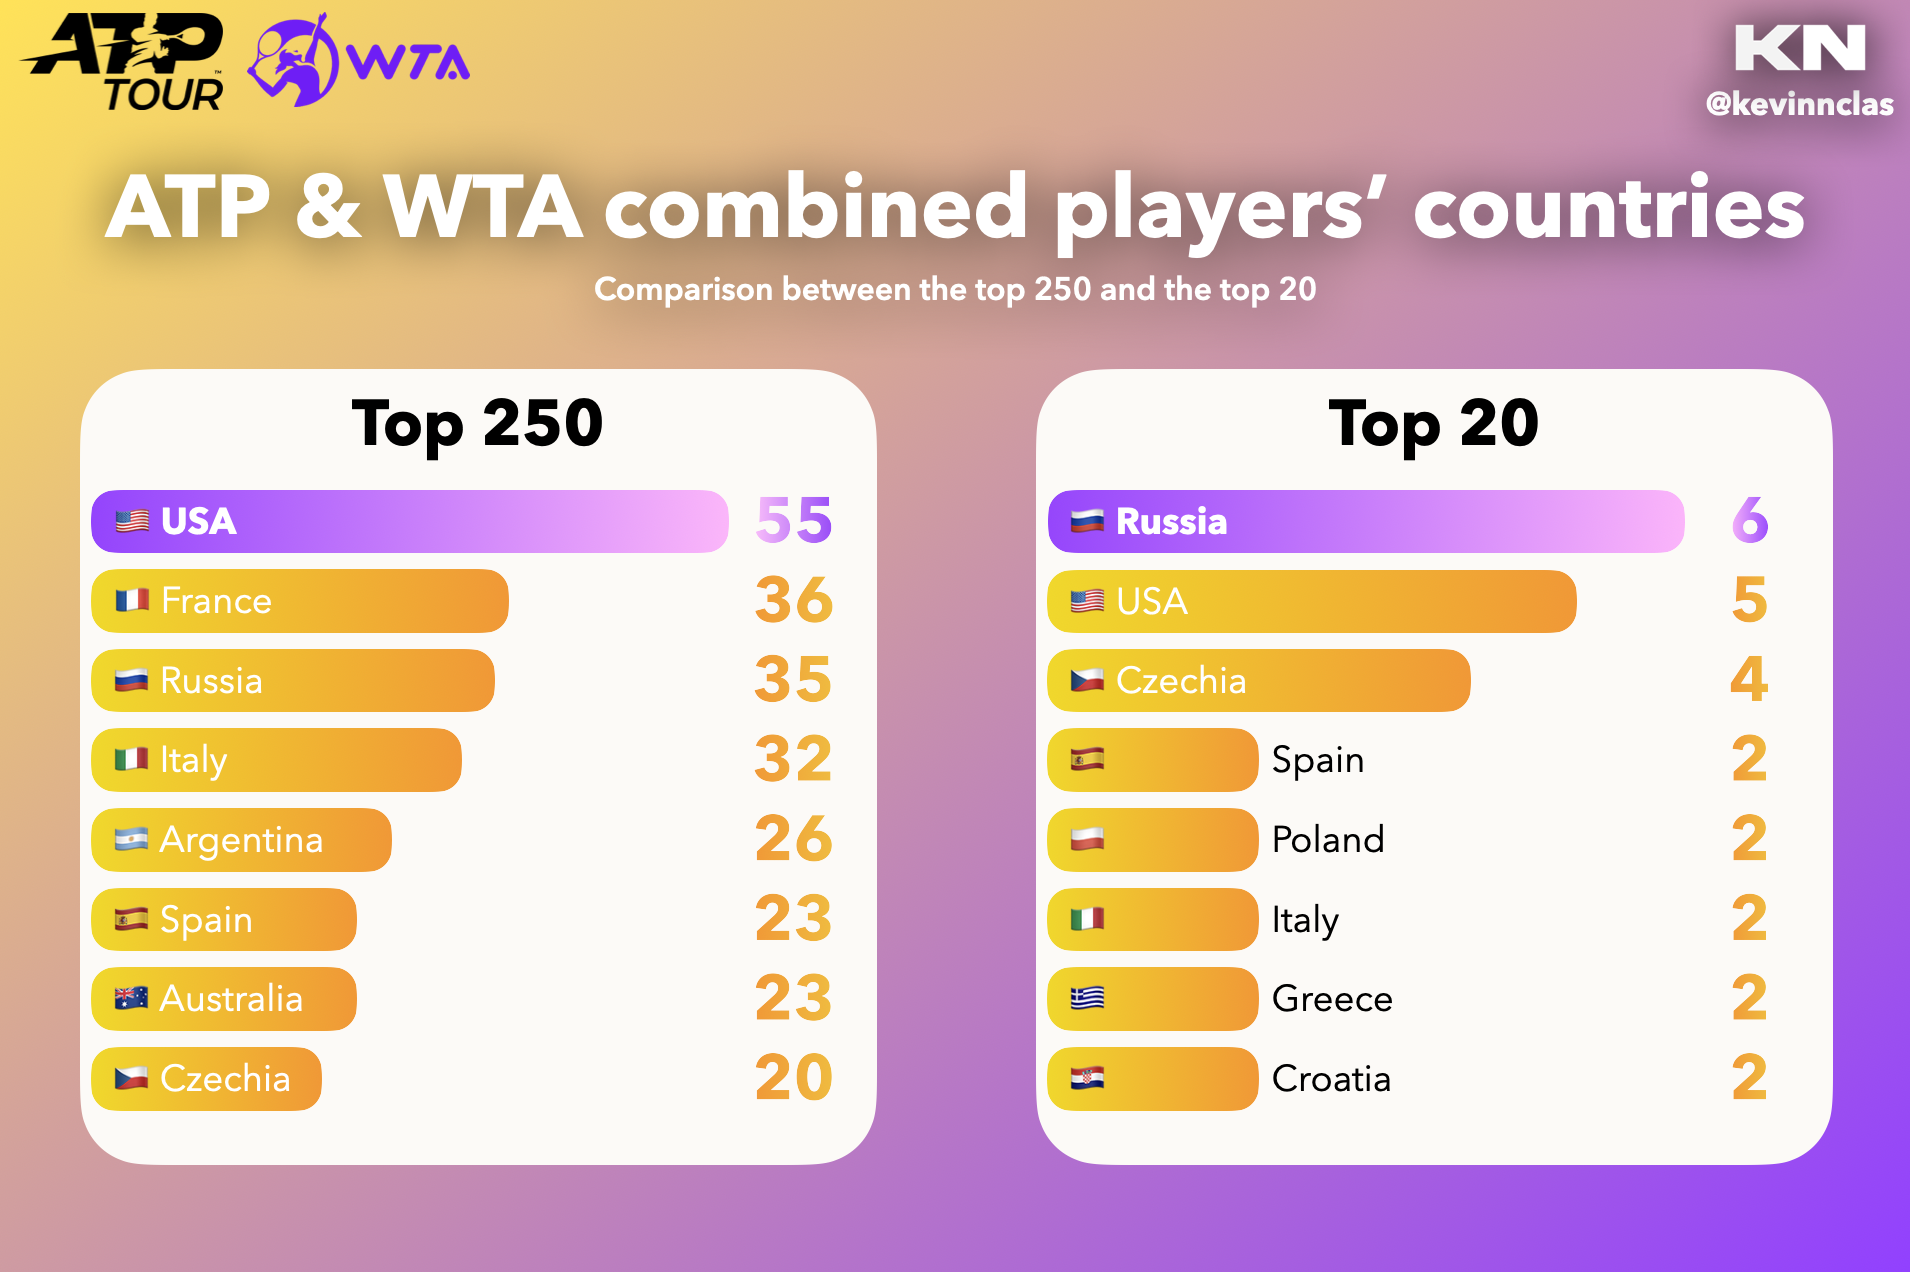 ATP
TOUR™
WTA
KN
@kevinnclas
ATP & WTA combined players’ countries
Comparison between the top 250 and the top 20
Top 250
USA 55
France 36
Russia 35
Italy 32
Argentina 26
Spain 23
Australia 23
Czechia 20
Top 20
Russia 6
USA 5
Czechia 4
Spain 2
Poland 2
Italy 2
Greece 2
Croatia 2